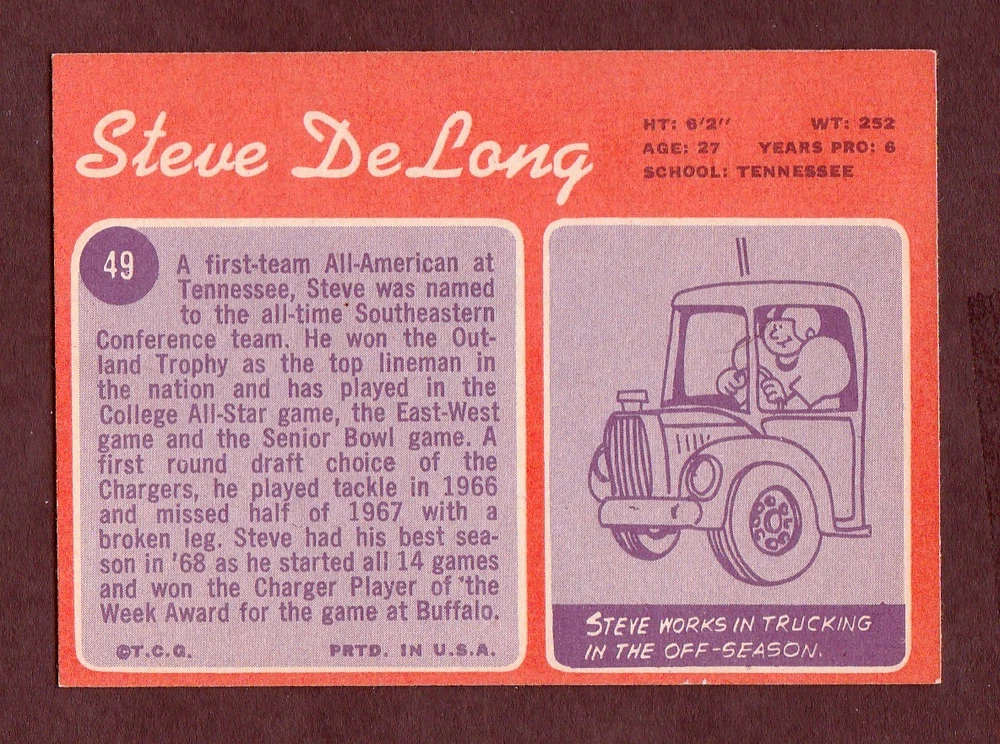 Steve DeLong
HT: 6'2" WT: 252
AGE: 27 YEARS PRO: 6
SCHOOL: TENNESSEE
49
A first-team All-American at
Tennessee, Steve was named
to the all-time Southeastern
Conference team. He won the Out-
land Trophy as the top lineman in
the nation and has played in the
College All-Star game, the East-West
game and the Senior Bowl game. A
first round draft choice of the
Chargers, he played tackle in 1966
and missed half of 1967 with a
broken leg. Steve had his best sea-
son in '68 as he started all 14 games
and won the Charger Player of the
Week Award for the game at Buffalo.
©T.C.G. PRTD. IN U.S.A.
STEVE WORKS IN TRUCKING
IN THE OFF-SEASON.